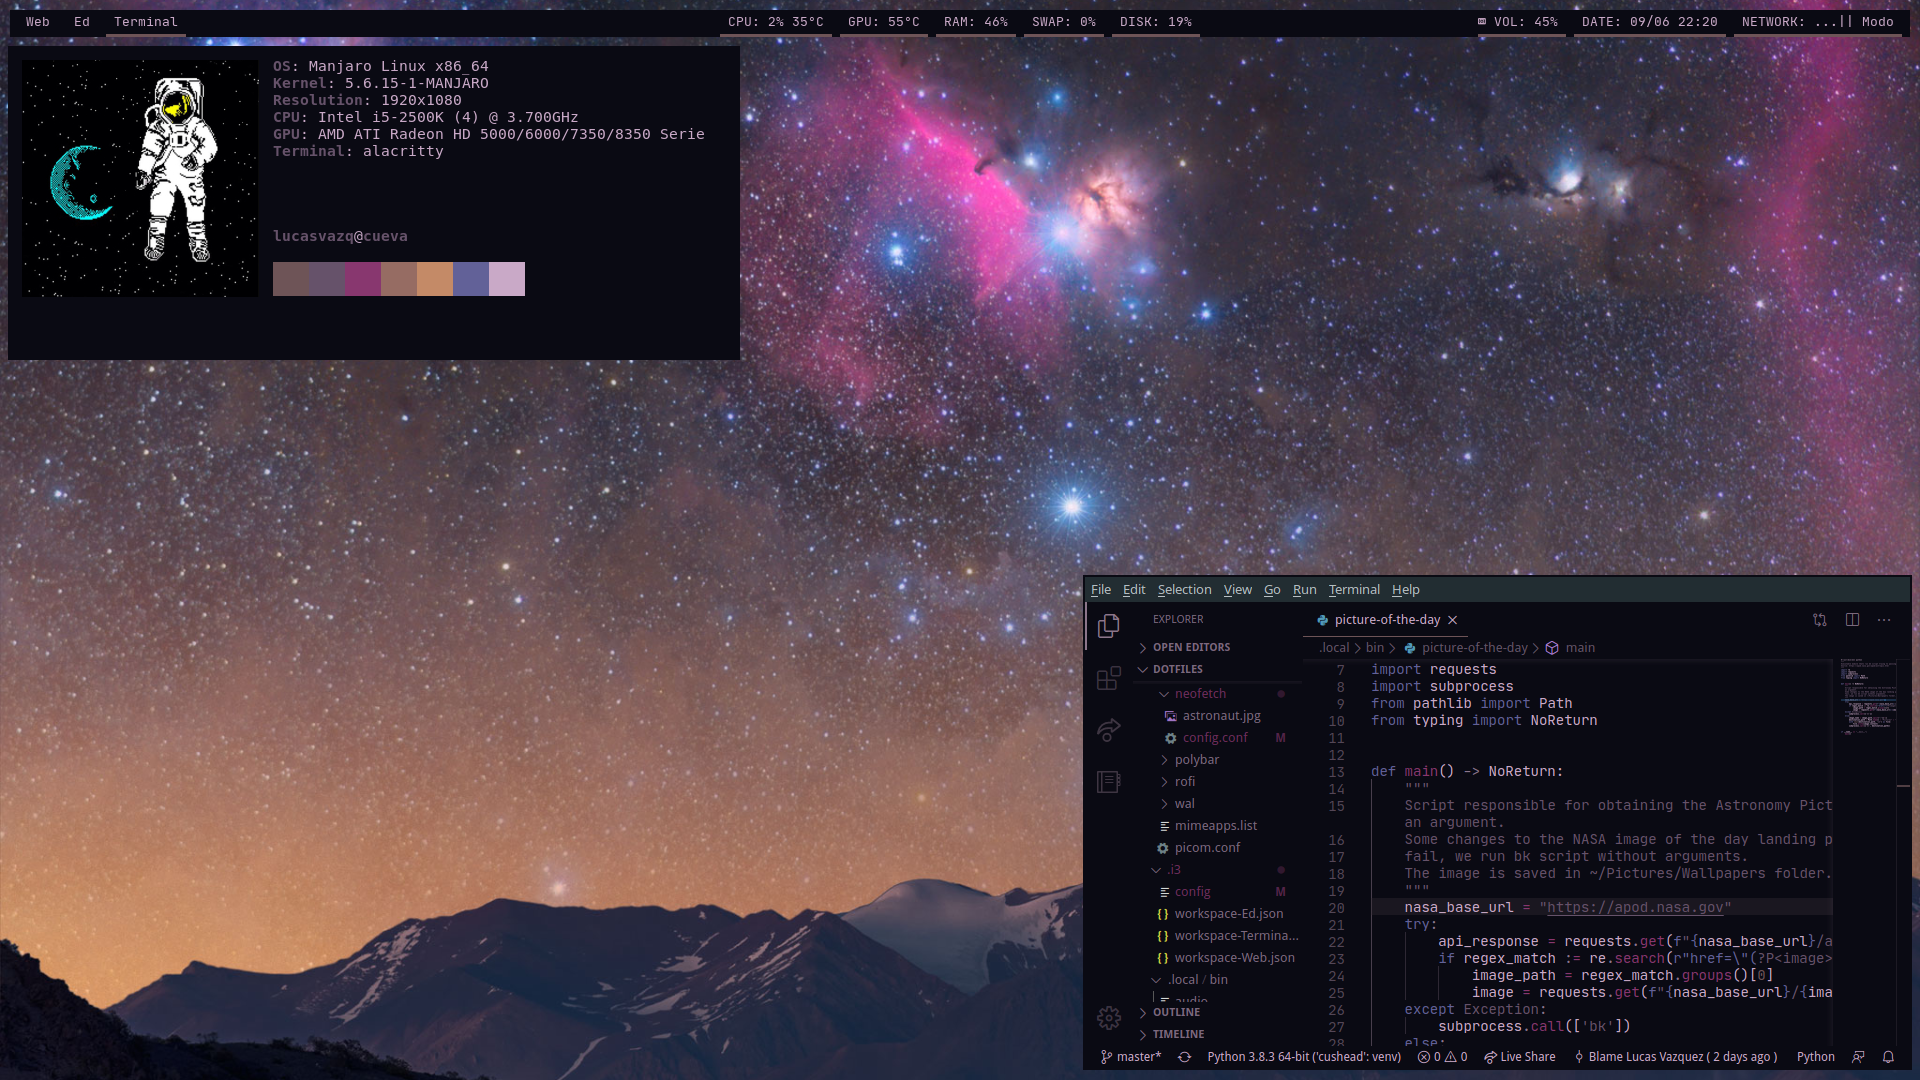 Web Ed Terminal CPU: 2% 35°C GPU: 55°C RAM: 46% SWAP: 0% DISK: 19% VOL: 45% DATE: 09/06 22:20 NETWORK: ...|| Modo
OS: Manjaro Linux x86_64
Kernel: 5.6.15-1-MANJARO
Resolution: 1920x1080
CPU: Intel i5-2500K (4) @ 3.700GHz
GPU: AMD ATI Radeon HD 5000/6000/7350/8350 Serie
Terminal: alacritty
lucasvazq@cueva
File Edit Selection View Go Run Terminal Help
EXPLORER
OPEN EDITORS
DOTFILES
neofetch
astronaut.jpg
config.conf M
polybar
rofi
wal
mimeapps.list
picom.conf
.i3
config M
workspace-Ed.json
workspace-Termina...
workspace-Web.json
.local / bin
audio
OUTLINE
TIMELINE
picture-of-the-day
.local > bin > picture-of-the-day > main
7 import requests
8 import subprocess
9 from pathlib import Path
10 from typing import NoReturn
11
12
13 def main() -> NoReturn:
14 """
15 Script responsible for obtaining the Astronomy Pict
an argument.
16 Some changes to the NASA image of the day landing p
17 fail, we run bk script without arguments.
18 The image is saved in ~/Pictures/Wallpapers folder.
19 """
20 nasa_base_url = "https://apod.nasa.gov"
21 try:
22 api_response = requests.get(f"{nasa_base_url}/a
23 if regex_match := re.search(r"href=\"(?P<image>
24 image_path = regex_match.groups()[0]
25 image = requests.get(f"{nasa_base_url}/{ima
26 except Exception:
27 subprocess.call(['bk'])
28 else:
master* Python 3.8.3 64-bit ('cushead': venv) 0 0 Live Share Blame Lucas Vazquez ( 2 days ago ) Python